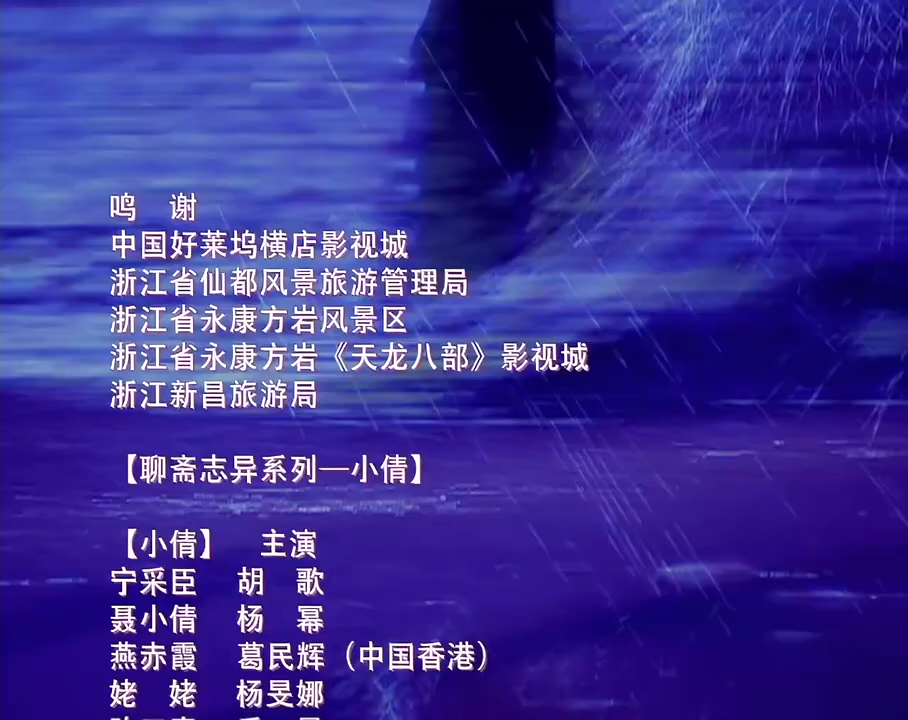 鸣　谢
中国好莱坞横店影视城
浙江省仙都风景旅游管理局
浙江省永康方岩风景区
浙江省永康方岩《天龙八部》影视城
浙江新昌旅游局
【聊斋志异系列—小倩】
【小倩】　主演
宁采臣　胡　歌
聂小倩　杨　幂
燕赤霞　葛民辉（中国香港）
姥　姥　杨旻娜